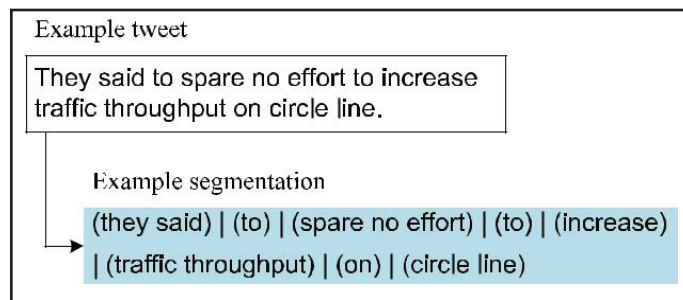 Example tweet
They said to spare no effort to increase
traffic throughput on circle line.
Example segmentation
(they said) | (to) | (spare no effort) | (to) | (increase)
| (traffic throughput) | (on) | (circle line)